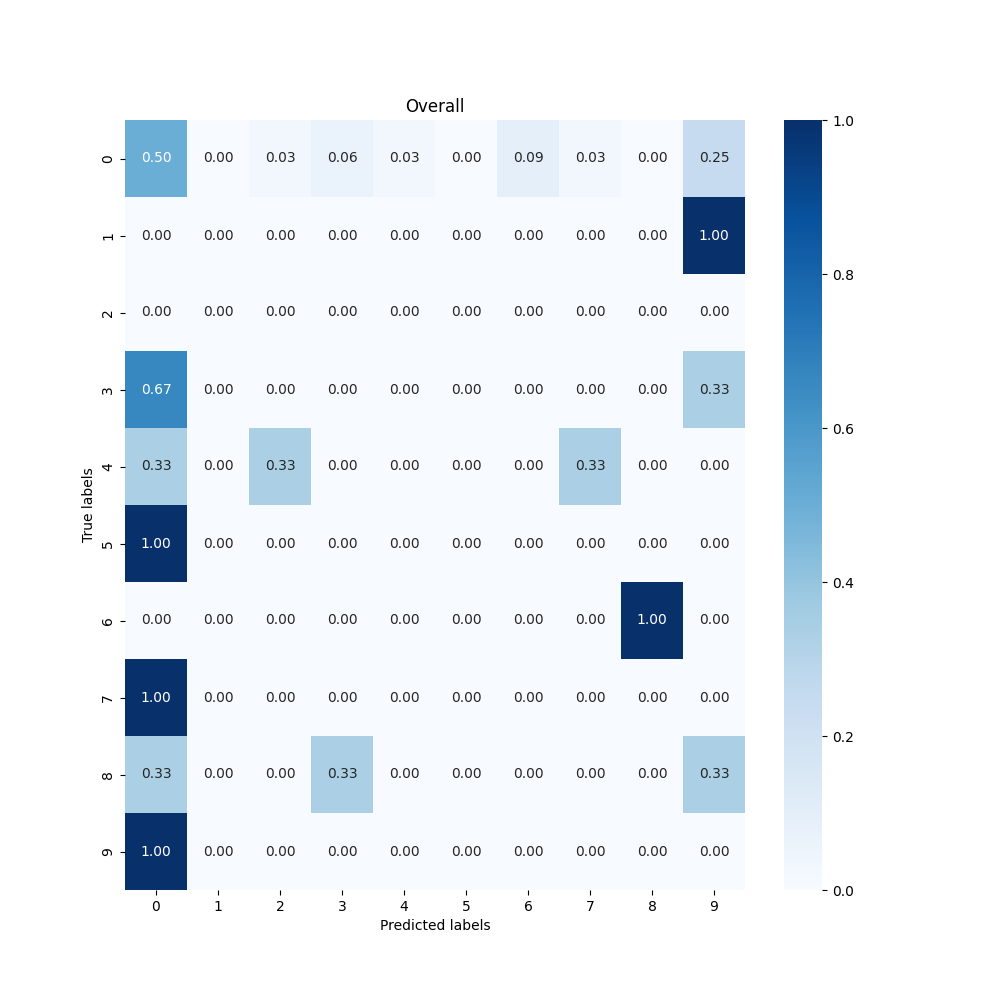 Overall
0 0.50 0.00 0.03 0.06 0.03 0.00 0.09 0.03 0.00 0.25
1 0.00 0.00 0.00 0.00 0.00 0.00 0.00 0.00 0.00 1.00
2 0.00 0.00 0.00 0.00 0.00 0.00 0.00 0.00 0.00 0.00
3 0.67 0.00 0.00 0.00 0.00 0.00 0.00 0.00 0.00 0.33
4 0.33 0.00 0.33 0.00 0.00 0.00 0.00 0.33 0.00 0.00
5 1.00 0.00 0.00 0.00 0.00 0.00 0.00 0.00 0.00 0.00
6 0.00 0.00 0.00 0.00 0.00 0.00 0.00 0.00 1.00 0.00
7 1.00 0.00 0.00 0.00 0.00 0.00 0.00 0.00 0.00 0.00
8 0.33 0.00 0.00 0.33 0.00 0.00 0.00 0.00 0.00 0.33
9 1.00 0.00 0.00 0.00 0.00 0.00 0.00 0.00 0.00 0.00
0 1 2 3 4 5 6 7 8 9
Predicted labels
True labels
1.0
0.8
0.6
0.4
0.2
0.0